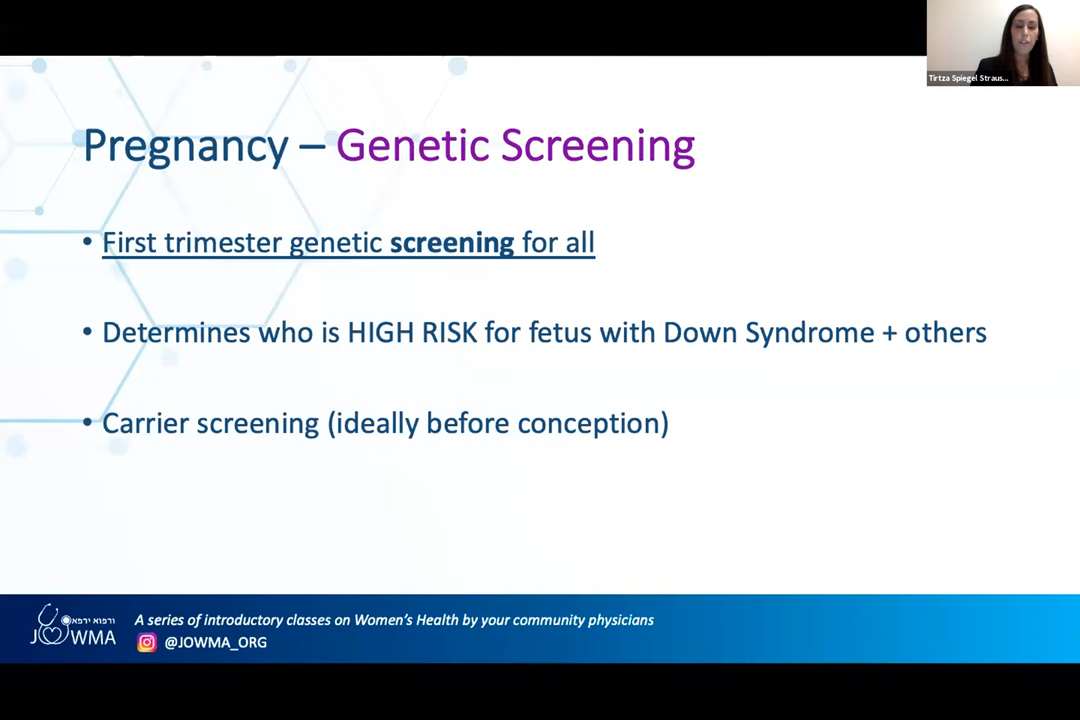 Tirtza Spiegel Straus...
Pregnancy – Genetic Screening
• First trimester genetic screening for all
• Determines who is HIGH RISK for fetus with Down Syndrome + others
• Carrier screening (ideally before conception)
ורפוא ירפא
JOWMA
A series of introductory classes on Women's Health by your community physicians
@JOWMA_ORG